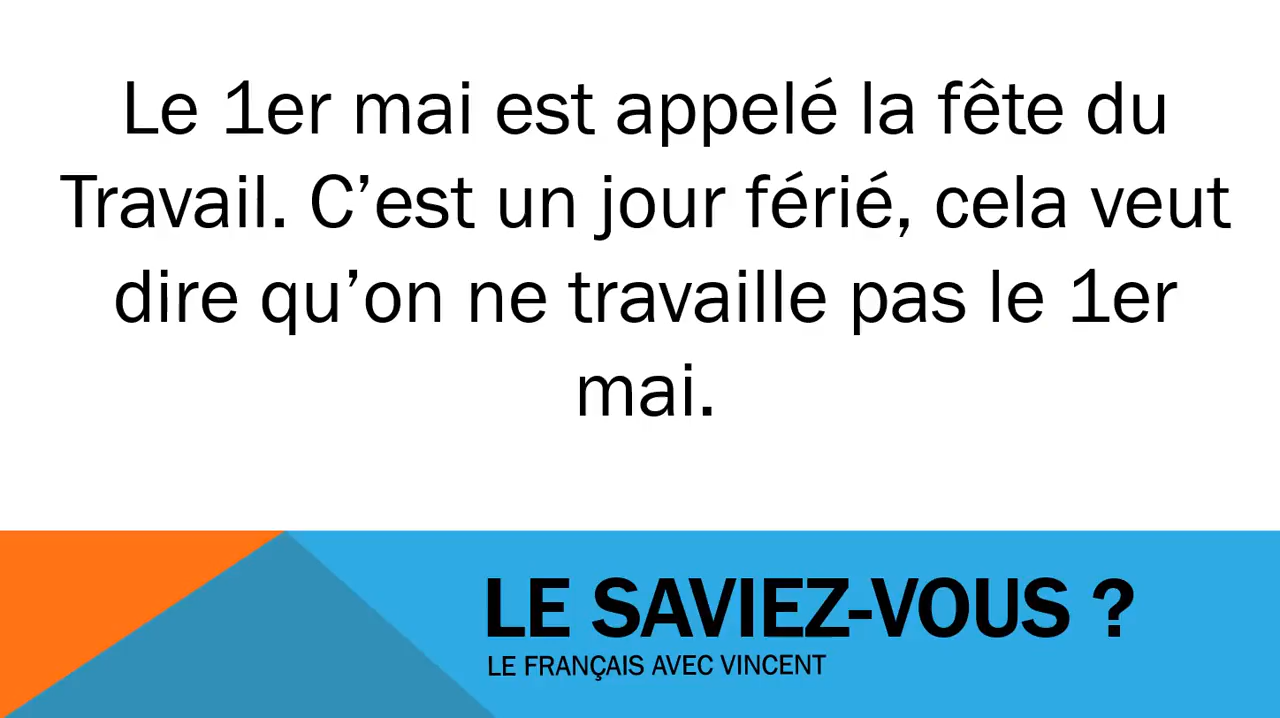 Le 1er mai est appelé la fête du
Travail. C’est un jour férié, cela veut
dire qu’on ne travaille pas le 1er
mai.
LE SAVIEZ-VOUS ?
LE FRANÇAIS AVEC VINCENT